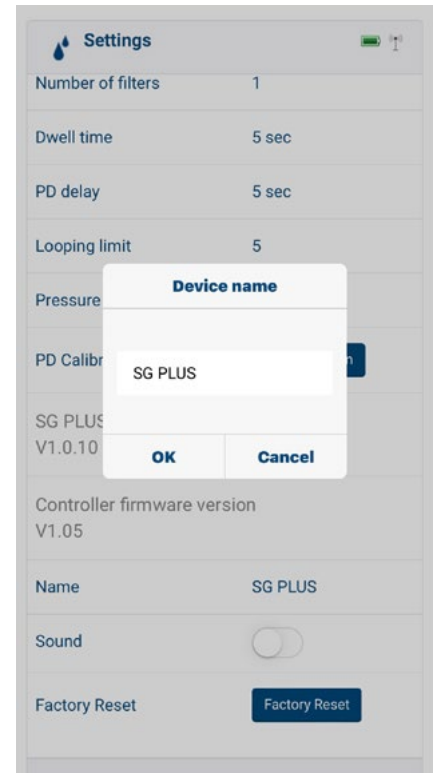 Settings
Number of filters 1
Dwell time 5 sec
PD delay 5 sec
Looping limit 5
Device name
Pressure
PD Calibr n
SG PLUS
SG PLUS
V1.0.10
OK Cancel
Controller firmware version
V1.05
Name SG PLUS
Sound
Factory Reset Factory Reset